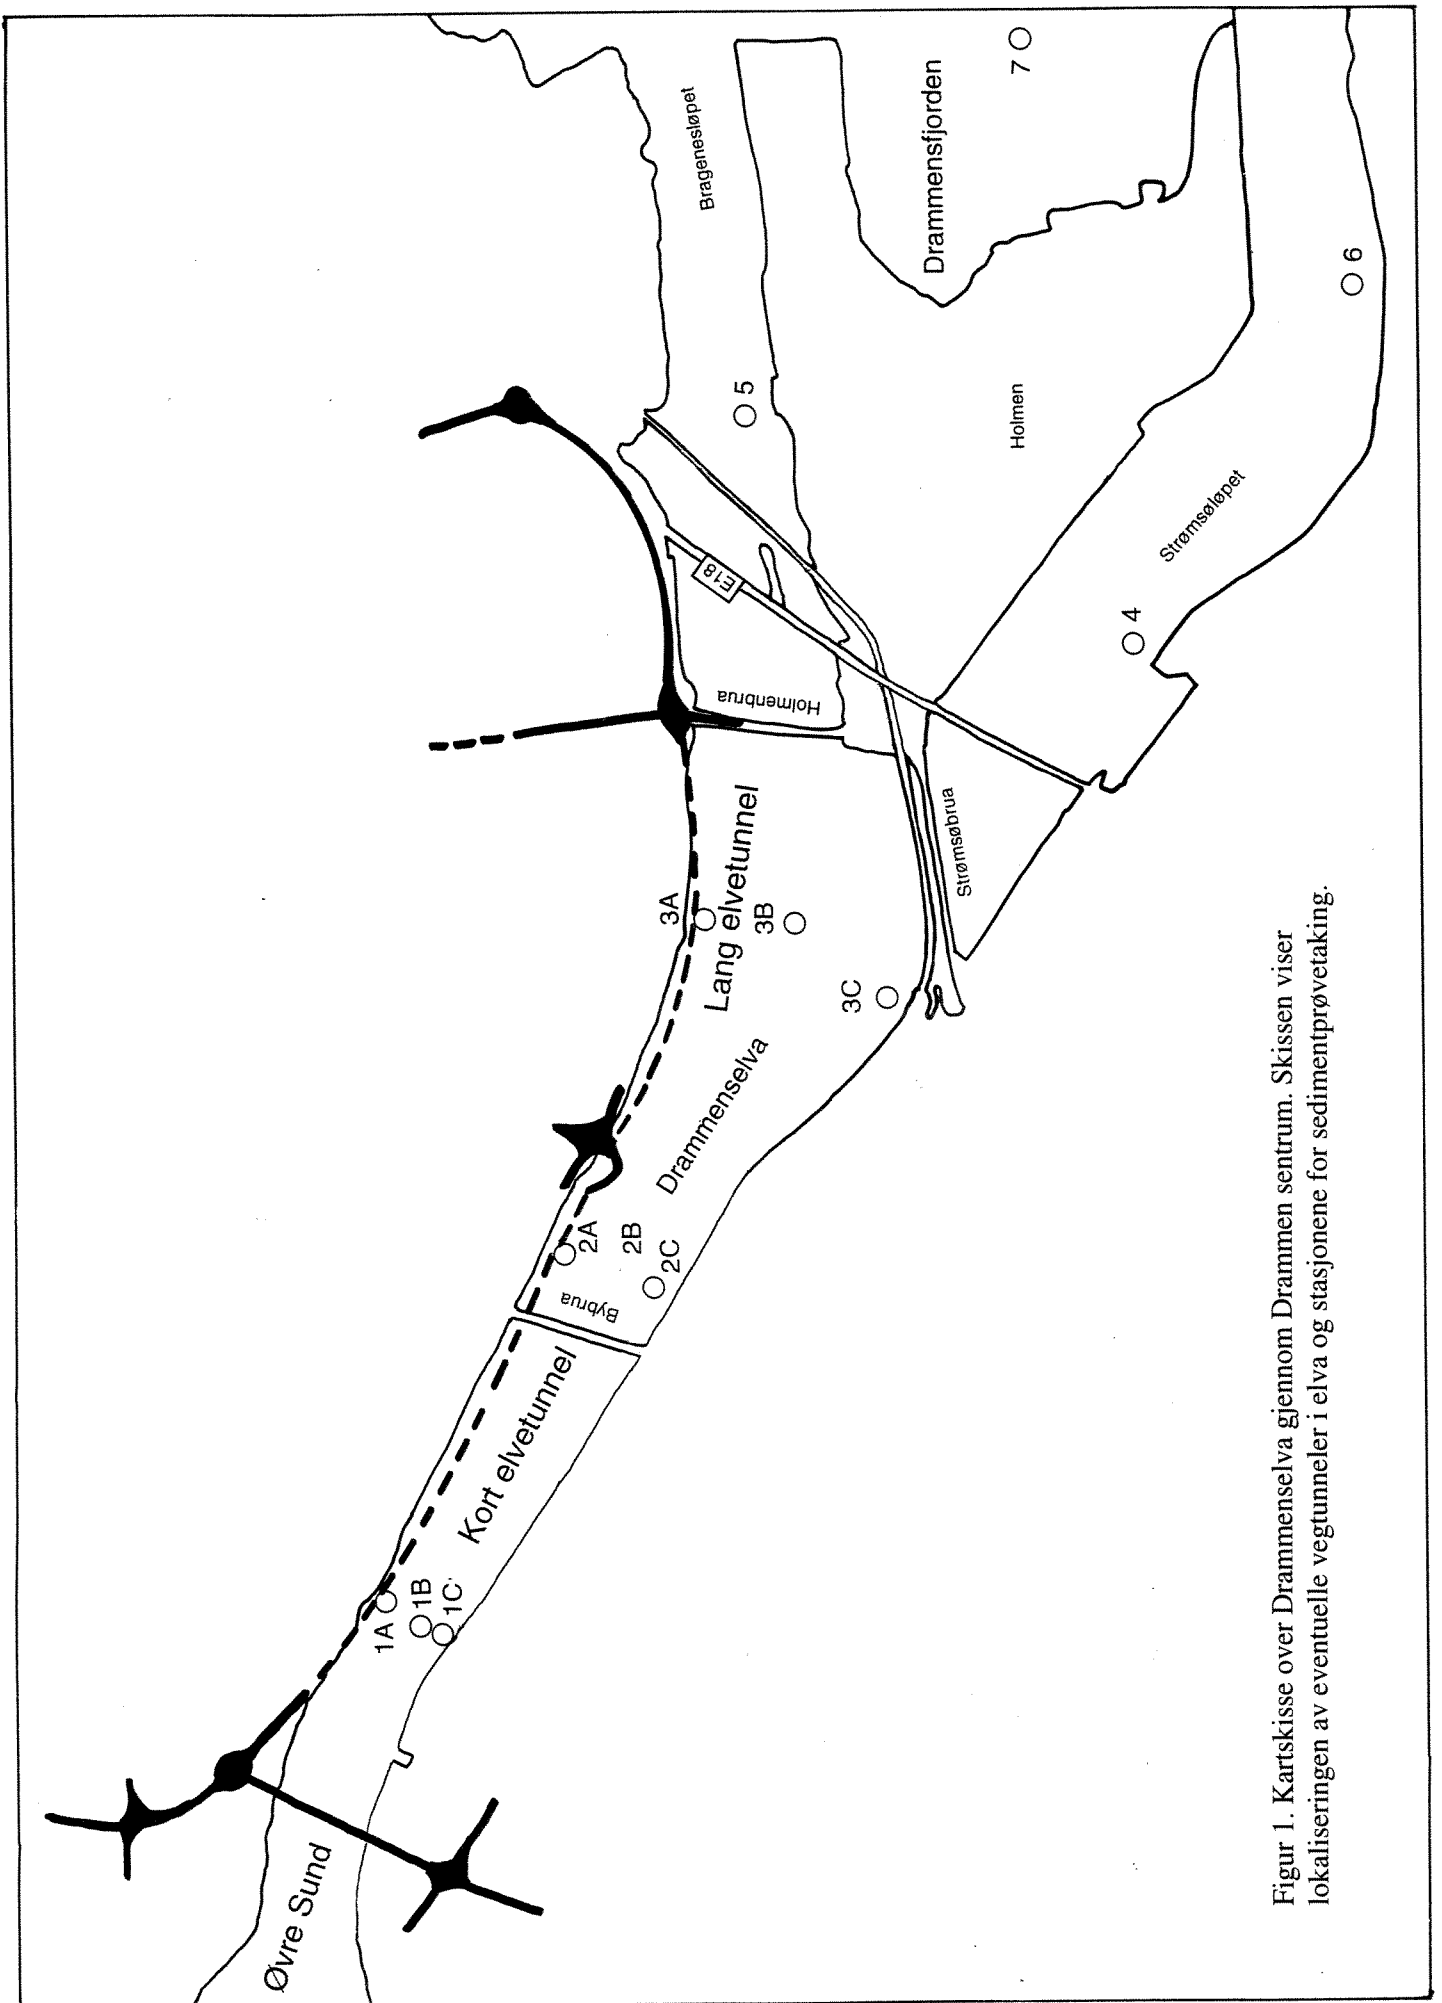 Øvre Sund
Kort elvetunnel
1A
1B
1C
Bybrua
2A
2B
2C
Drammenselva
Lang elvetunnel
3A
3B
3C
Holmenbrua
Strømsøbrua
E18
4
5
6
7
Strømsøløpet
Holmen
Bragenesløpet
Drammensfjorden
Figur 1. Kartskisse over Drammenselva gjennom Drammen sentrum. Skissen viser
lokaliseringen av eventuelle vegtunneler i elva og stasjonene for sedimentprøvetaking.